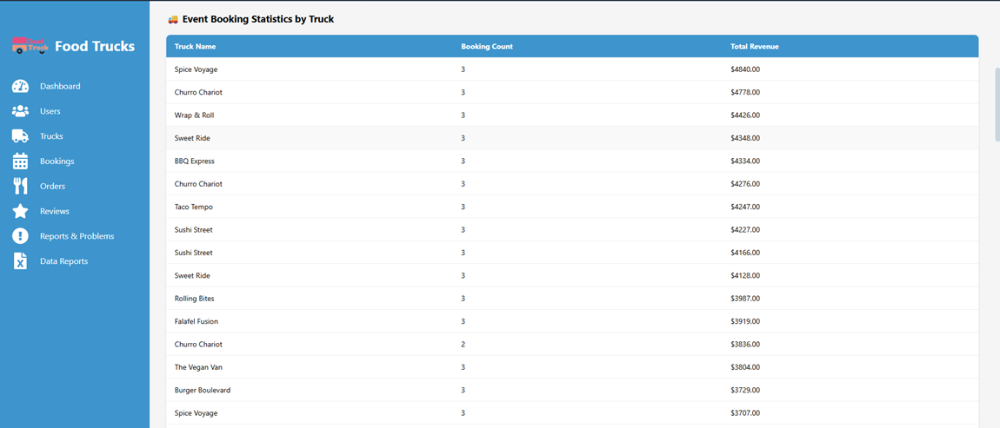 Food
Truck
Food Trucks
Dashboard
Users
Trucks
Bookings
Orders
Reviews
Reports & Problems
Data Reports
Event Booking Statistics by Truck
Truck Name Booking Count Total Revenue
Spice Voyage 3 $4840.00
Churro Chariot 3 $4778.00
Wrap & Roll 3 $4426.00
Sweet Ride 3 $4348.00
BBQ Express 3 $4334.00
Churro Chariot 3 $4276.00
Taco Tempo 3 $4247.00
Sushi Street 3 $4227.00
Sushi Street 3 $4166.00
Sweet Ride 3 $4128.00
Rolling Bites 3 $3987.00
Falafel Fusion 3 $3919.00
Churro Chariot 2 $3836.00
The Vegan Van 3 $3804.00
Burger Boulevard 3 $3729.00
Spice Voyage 3 $3707.00